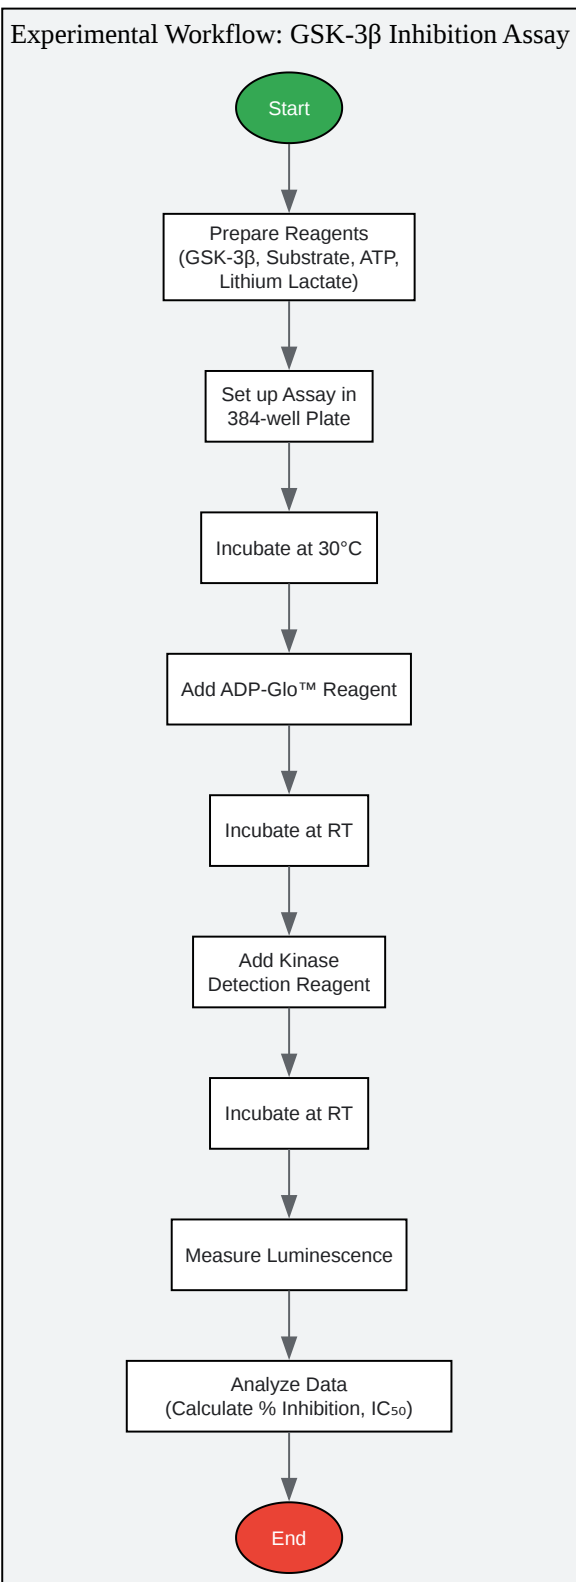 Experimental Workflow: GSK-3β Inhibition Assay
Start
Prepare Reagents
(GSK-3β, Substrate, ATP,
Lithium Lactate)
Set up Assay in
384-well Plate
Incubate at 30°C
Add ADP-Glo™ Reagent
Incubate at RT
Add Kinase
Detection Reagent
Incubate at RT
Measure Luminescence
Analyze Data
(Calculate % Inhibition, IC₅₀)
End